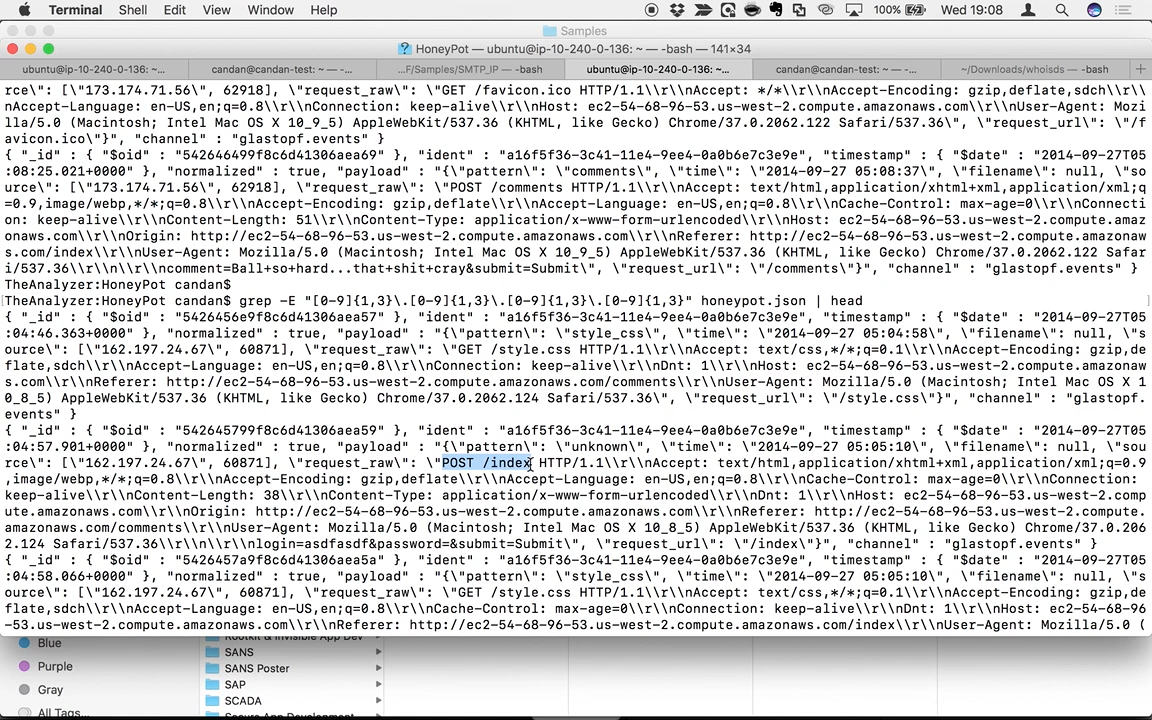 Terminal Shell Edit View Window Help 100% Wed 19:08
Samples
HoneyPot — ubuntu@ip-10-240-0-136: ~ — -bash — 141×34
ubuntu@ip-10-240-0-136: ~... candan@candan-test: ~ — -... ...F/Samples/SMTP_IP — -bash ubuntu@ip-10-240-0-136: ~... candan@candan-test: ~ — -... ~/Downloads/whoisds — -bash +
rce\": [\"173.174.71.56\", 62918], \"request_raw\": \"GET /favicon.ico HTTP/1.1\\r\\nAccept: */*\\r\\nAccept-Encoding: gzip,deflate,sdch\\r\\
nAccept-Language: en-US,en;q=0.8\\r\\nConnection: keep-alive\\r\\nHost: ec2-54-68-96-53.us-west-2.compute.amazonaws.com\\r\\nUser-Agent: Mozi
lla/5.0 (Macintosh; Intel Mac OS X 10_9_5) AppleWebKit/537.36 (KHTML, like Gecko) Chrome/37.0.2062.122 Safari/537.36\", \"request_url\": \"/f
avicon.ico\"}", "channel" : "glastopf.events" }
{ "_id" : { "$oid" : "542646499f8c6d41306aea69" }, "ident" : "a16f5f36-3c41-11e4-9ee4-0a0b6e7c3e9e", "timestamp" : { "$date" : "2014-09-27T05
:08:25.021+0000" }, "normalized" : true, "payload" : "{\"pattern\": \"comments\", \"time\": \"2014-09-27 05:08:37\", \"filename\": null, \"so
urce\": [\"173.174.71.56\", 62918], \"request_raw\": \"POST /comments HTTP/1.1\\r\\nAccept: text/html,application/xhtml+xml,application/xml;q
=0.9,image/webp,*/*;q=0.8\\r\\nAccept-Encoding: gzip,deflate\\r\\nAccept-Language: en-US,en;q=0.8\\r\\nCache-Control: max-age=0\\r\\nConnecti
on: keep-alive\\r\\nContent-Length: 51\\r\\nContent-Type: application/x-www-form-urlencoded\\r\\nHost: ec2-54-68-96-53.us-west-2.compute.amaz
onaws.com\\r\\nOrigin: http://ec2-54-68-96-53.us-west-2.compute.amazonaws.com\\r\\nReferer: http://ec2-54-68-96-53.us-west-2.compute.amazonaw
s.com/index\\r\\nUser-Agent: Mozilla/5.0 (Macintosh; Intel Mac OS X 10_9_5) AppleWebKit/537.36 (KHTML, like Gecko) Chrome/37.0.2062.122 Safar
i/537.36\\r\\n\\r\\ncomment=Ball+so+hard...that+shit+cray&submit=Submit\", \"request_url\": \"/comments\"}", "channel" : "glastopf.events" }
TheAnalyzer:HoneyPot candan$
TheAnalyzer:HoneyPot candan$ grep -E "[0-9]{1,3}\.[0-9]{1,3}\.[0-9]{1,3}\.[0-9]{1,3}" honeypot.json | head
{ "_id" : { "$oid" : "5426456e9f8c6d41306aea57" }, "ident" : "a16f5f36-3c41-11e4-9ee4-0a0b6e7c3e9e", "timestamp" : { "$date" : "2014-09-27T05
:04:46.363+0000" }, "normalized" : true, "payload" : "{\"pattern\": \"style_css\", \"time\": \"2014-09-27 05:04:58\", \"filename\": null, \"s
ource\": [\"162.197.24.67\", 60871], \"request_raw\": \"GET /style.css HTTP/1.1\\r\\nAccept: text/css,*/*;q=0.1\\r\\nAccept-Encoding: gzip,de
flate,sdch\\r\\nAccept-Language: en-US,en;q=0.8\\r\\nConnection: keep-alive\\r\\nDnt: 1\\r\\nHost: ec2-54-68-96-53.us-west-2.compute.amazonaw
s.com\\r\\nReferer: http://ec2-54-68-96-53.us-west-2.compute.amazonaws.com/comments\\r\\nUser-Agent: Mozilla/5.0 (Macintosh; Intel Mac OS X 1
0_8_5) AppleWebKit/537.36 (KHTML, like Gecko) Chrome/37.0.2062.124 Safari/537.36\", \"request_url\": \"/style.css\"}", "channel" : "glastopf.
events" }
{ "_id" : { "$oid" : "542645799f8c6d41306aea59" }, "ident" : "a16f5f36-3c41-11e4-9ee4-0a0b6e7c3e9e", "timestamp" : { "$date" : "2014-09-27T05
:04:57.901+0000" }, "normalized" : true, "payload" : "{\"pattern\": \"unknown\", \"time\": \"2014-09-27 05:05:10\", \"filename\": null, \"sou
rce\": [\"162.197.24.67\", 60871], \"request_raw\": \"POST /index HTTP/1.1\\r\\nAccept: text/html,application/xhtml+xml,application/xml;q=0.9
,image/webp,*/*;q=0.8\\r\\nAccept-Encoding: gzip,deflate\\r\\nAccept-Language: en-US,en;q=0.8\\r\\nCache-Control: max-age=0\\r\\nConnection:
keep-alive\\r\\nContent-Length: 38\\r\\nContent-Type: application/x-www-form-urlencoded\\r\\nDnt: 1\\r\\nHost: ec2-54-68-96-53.us-west-2.comp
ute.amazonaws.com\\r\\nOrigin: http://ec2-54-68-96-53.us-west-2.compute.amazonaws.com\\r\\nReferer: http://ec2-54-68-96-53.us-west-2.compute.
amazonaws.com/comments\\r\\nUser-Agent: Mozilla/5.0 (Macintosh; Intel Mac OS X 10_8_5) AppleWebKit/537.36 (KHTML, like Gecko) Chrome/37.0.206
2.124 Safari/537.36\\r\\n\\r\\nlogin=asdfasdf&password=&submit=Submit\", \"request_url\": \"/index\"}", "channel" : "glastopf.events" }
{ "_id" : { "$oid" : "5426457a9f8c6d41306aea5a" }, "ident" : "a16f5f36-3c41-11e4-9ee4-0a0b6e7c3e9e", "timestamp" : { "$date" : "2014-09-27T05
:04:58.066+0000" }, "normalized" : true, "payload" : "{\"pattern\": \"style_css\", \"time\": \"2014-09-27 05:05:10\", \"filename\": null, \"s
ource\": [\"162.197.24.67\", 60871], \"request_raw\": \"GET /style.css HTTP/1.1\\r\\nAccept: text/css,*/*;q=0.1\\r\\nAccept-Encoding: gzip,de
flate,sdch\\r\\nAccept-Language: en-US,en;q=0.8\\r\\nCache-Control: max-age=0\\r\\nConnection: keep-alive\\r\\nDnt: 1\\r\\nHost: ec2-54-68-96
-53.us-west-2.compute.amazonaws.com\\r\\nReferer: http://ec2-54-68-96-53.us-west-2.compute.amazonaws.com/index\\r\\nUser-Agent: Mozilla/5.0 (
Rootkit & Invisible App Dev
Blue
SANS
Purple
SANS Poster
SAP
Gray
SCADA
All Tags...
Secure App Development